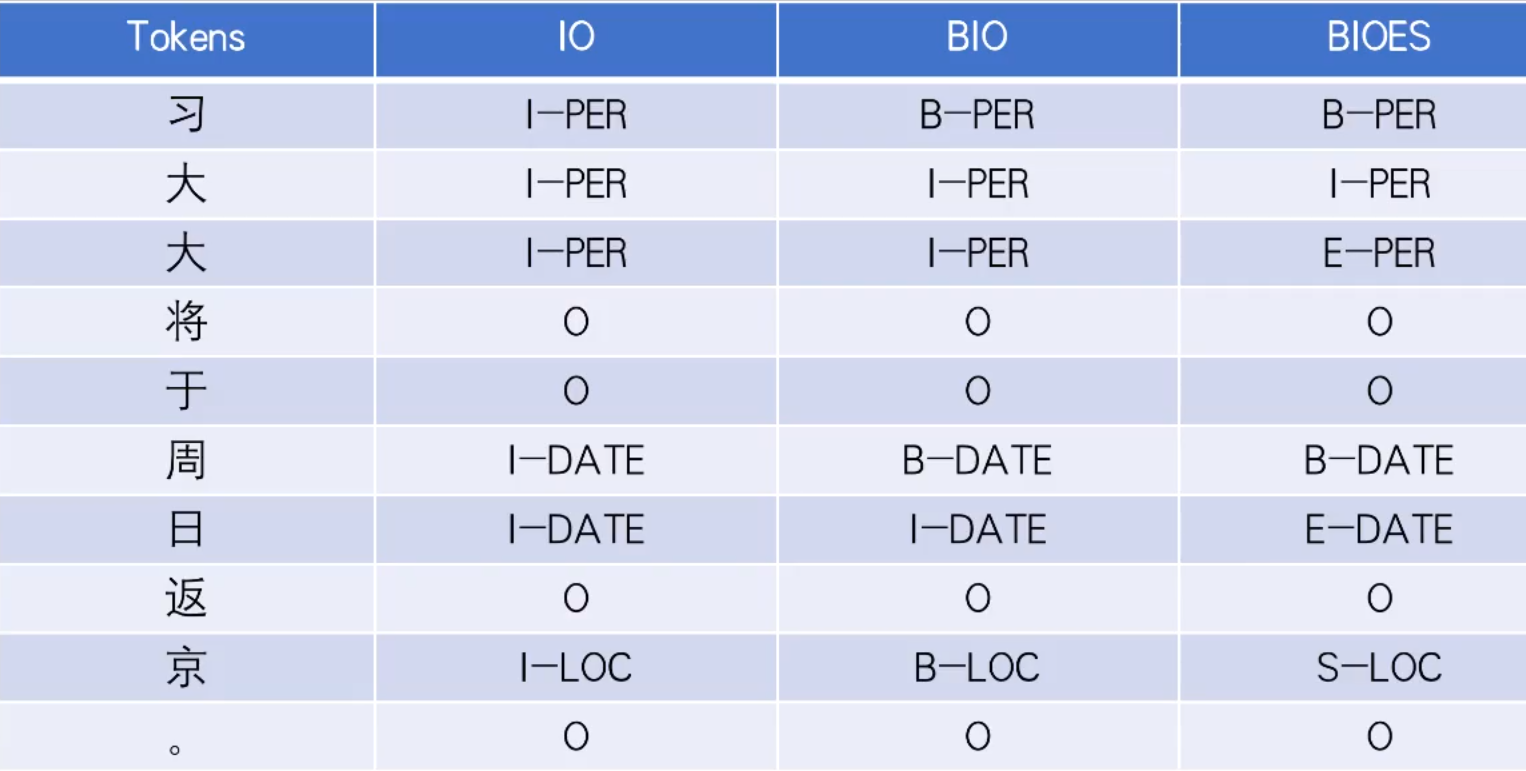 Tokens IO BIO BIOES
习 I-PER B-PER B-PER
大 I-PER I-PER I-PER
大 I-PER I-PER E-PER
将 O O O
于 O O O
周 I-DATE B-DATE B-DATE
日 I-DATE I-DATE E-DATE
返 O O O
京 I-LOC B-LOC S-LOC
。 O O O